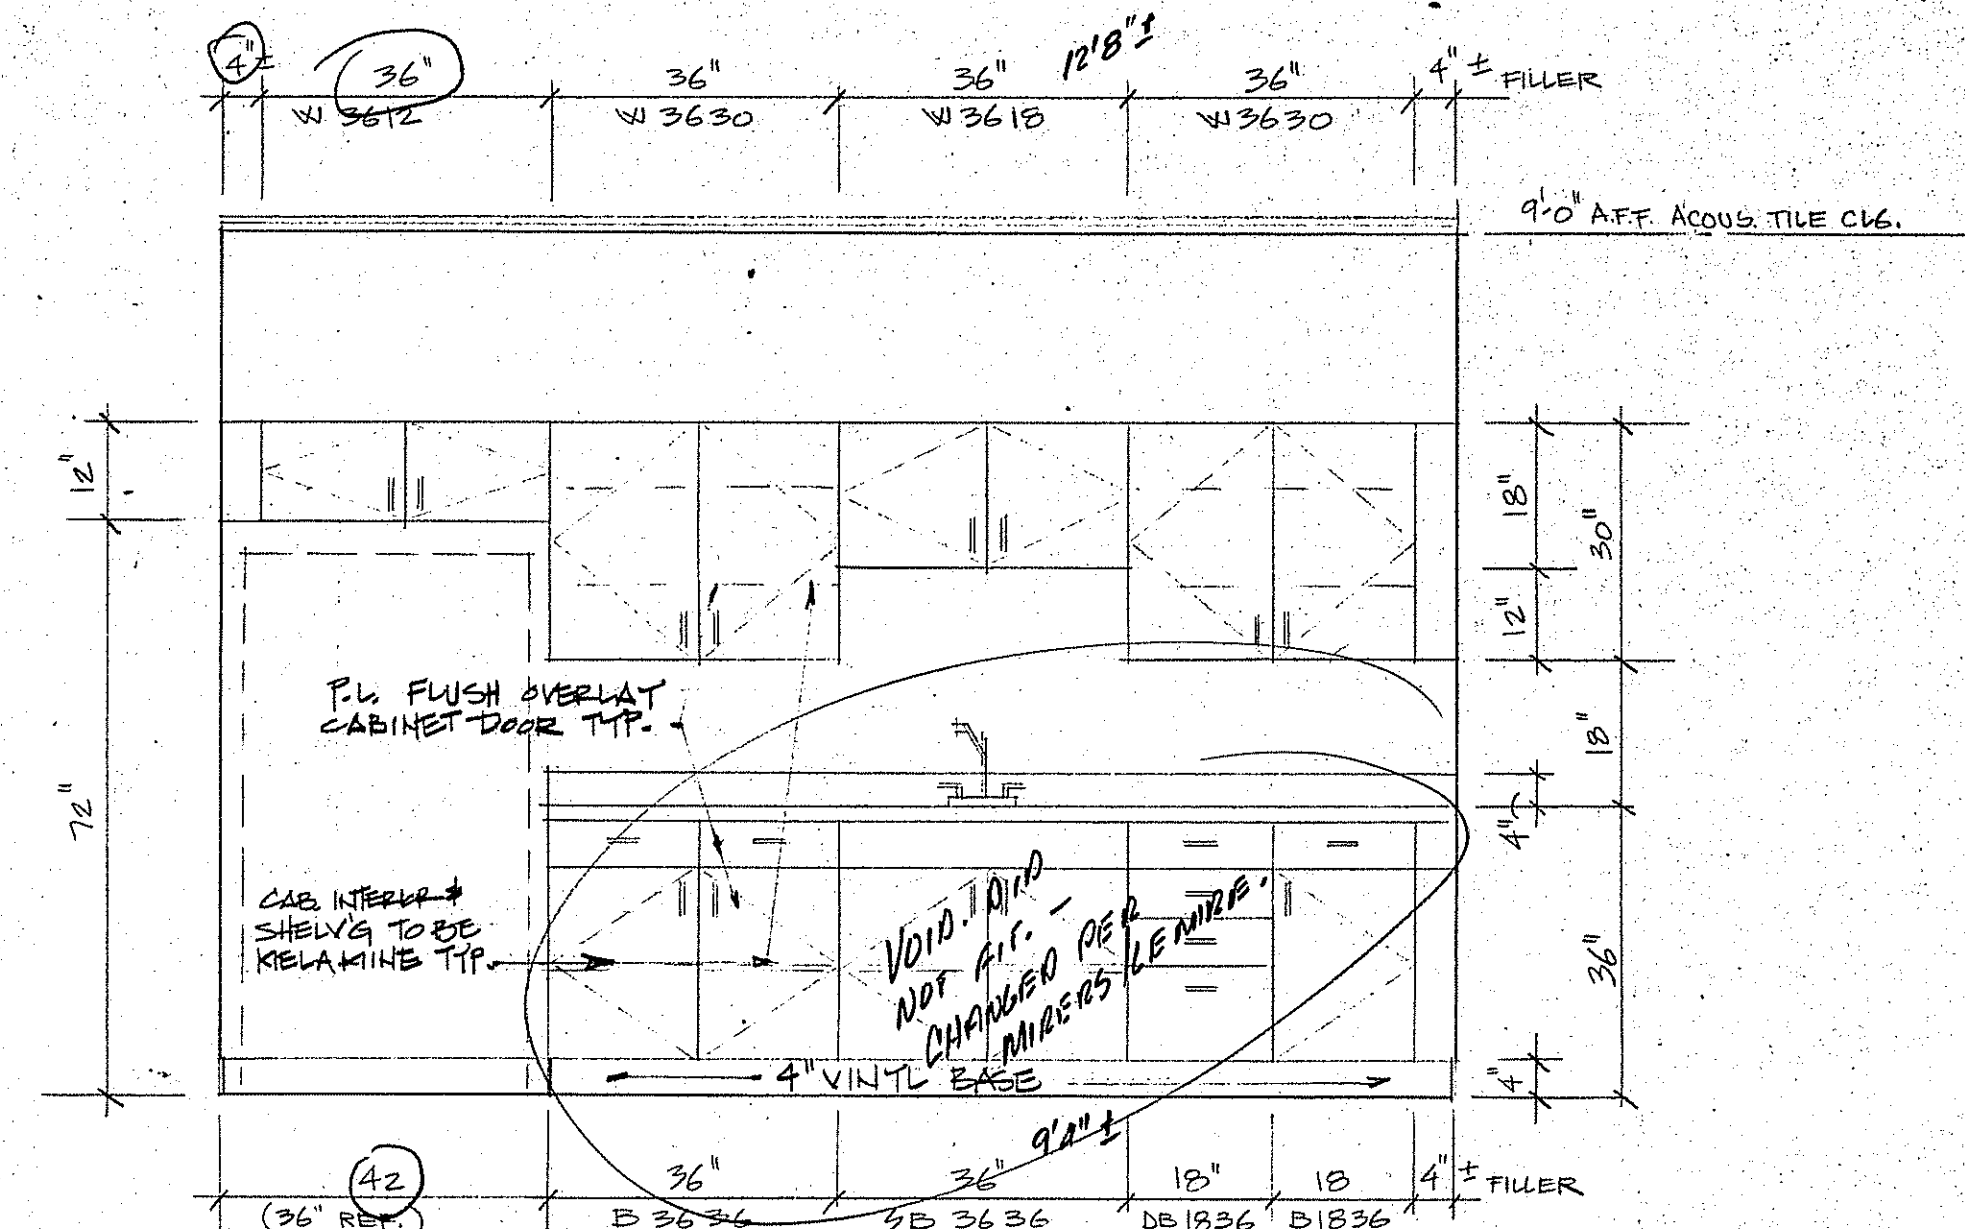 4"±
36"
36"
36"
12'8"±
36"
4"± FILLER
W 3612
W 3630
W 3618
W 3630
9'-0" A.F.F. ACOUS. TILE CLG.
12"
18"
30"
12"
P.L. FLUSH OVERLAY
CABINET DOOR TYP.
18"
72"
4"
CAB. INTERIOR &
SHELV'G TO BE
KELAMINE TYP.
VOID. DID
NOT FIT. -
CHANGED PER
MIRERS/LEMIRE.
36"
4" VINYL BASE
4"
9'4"±
42
36"
36"
18"
18
4"± FILLER
(36" REF.)
B 3636
SB 3636
DB 1836
B 1836